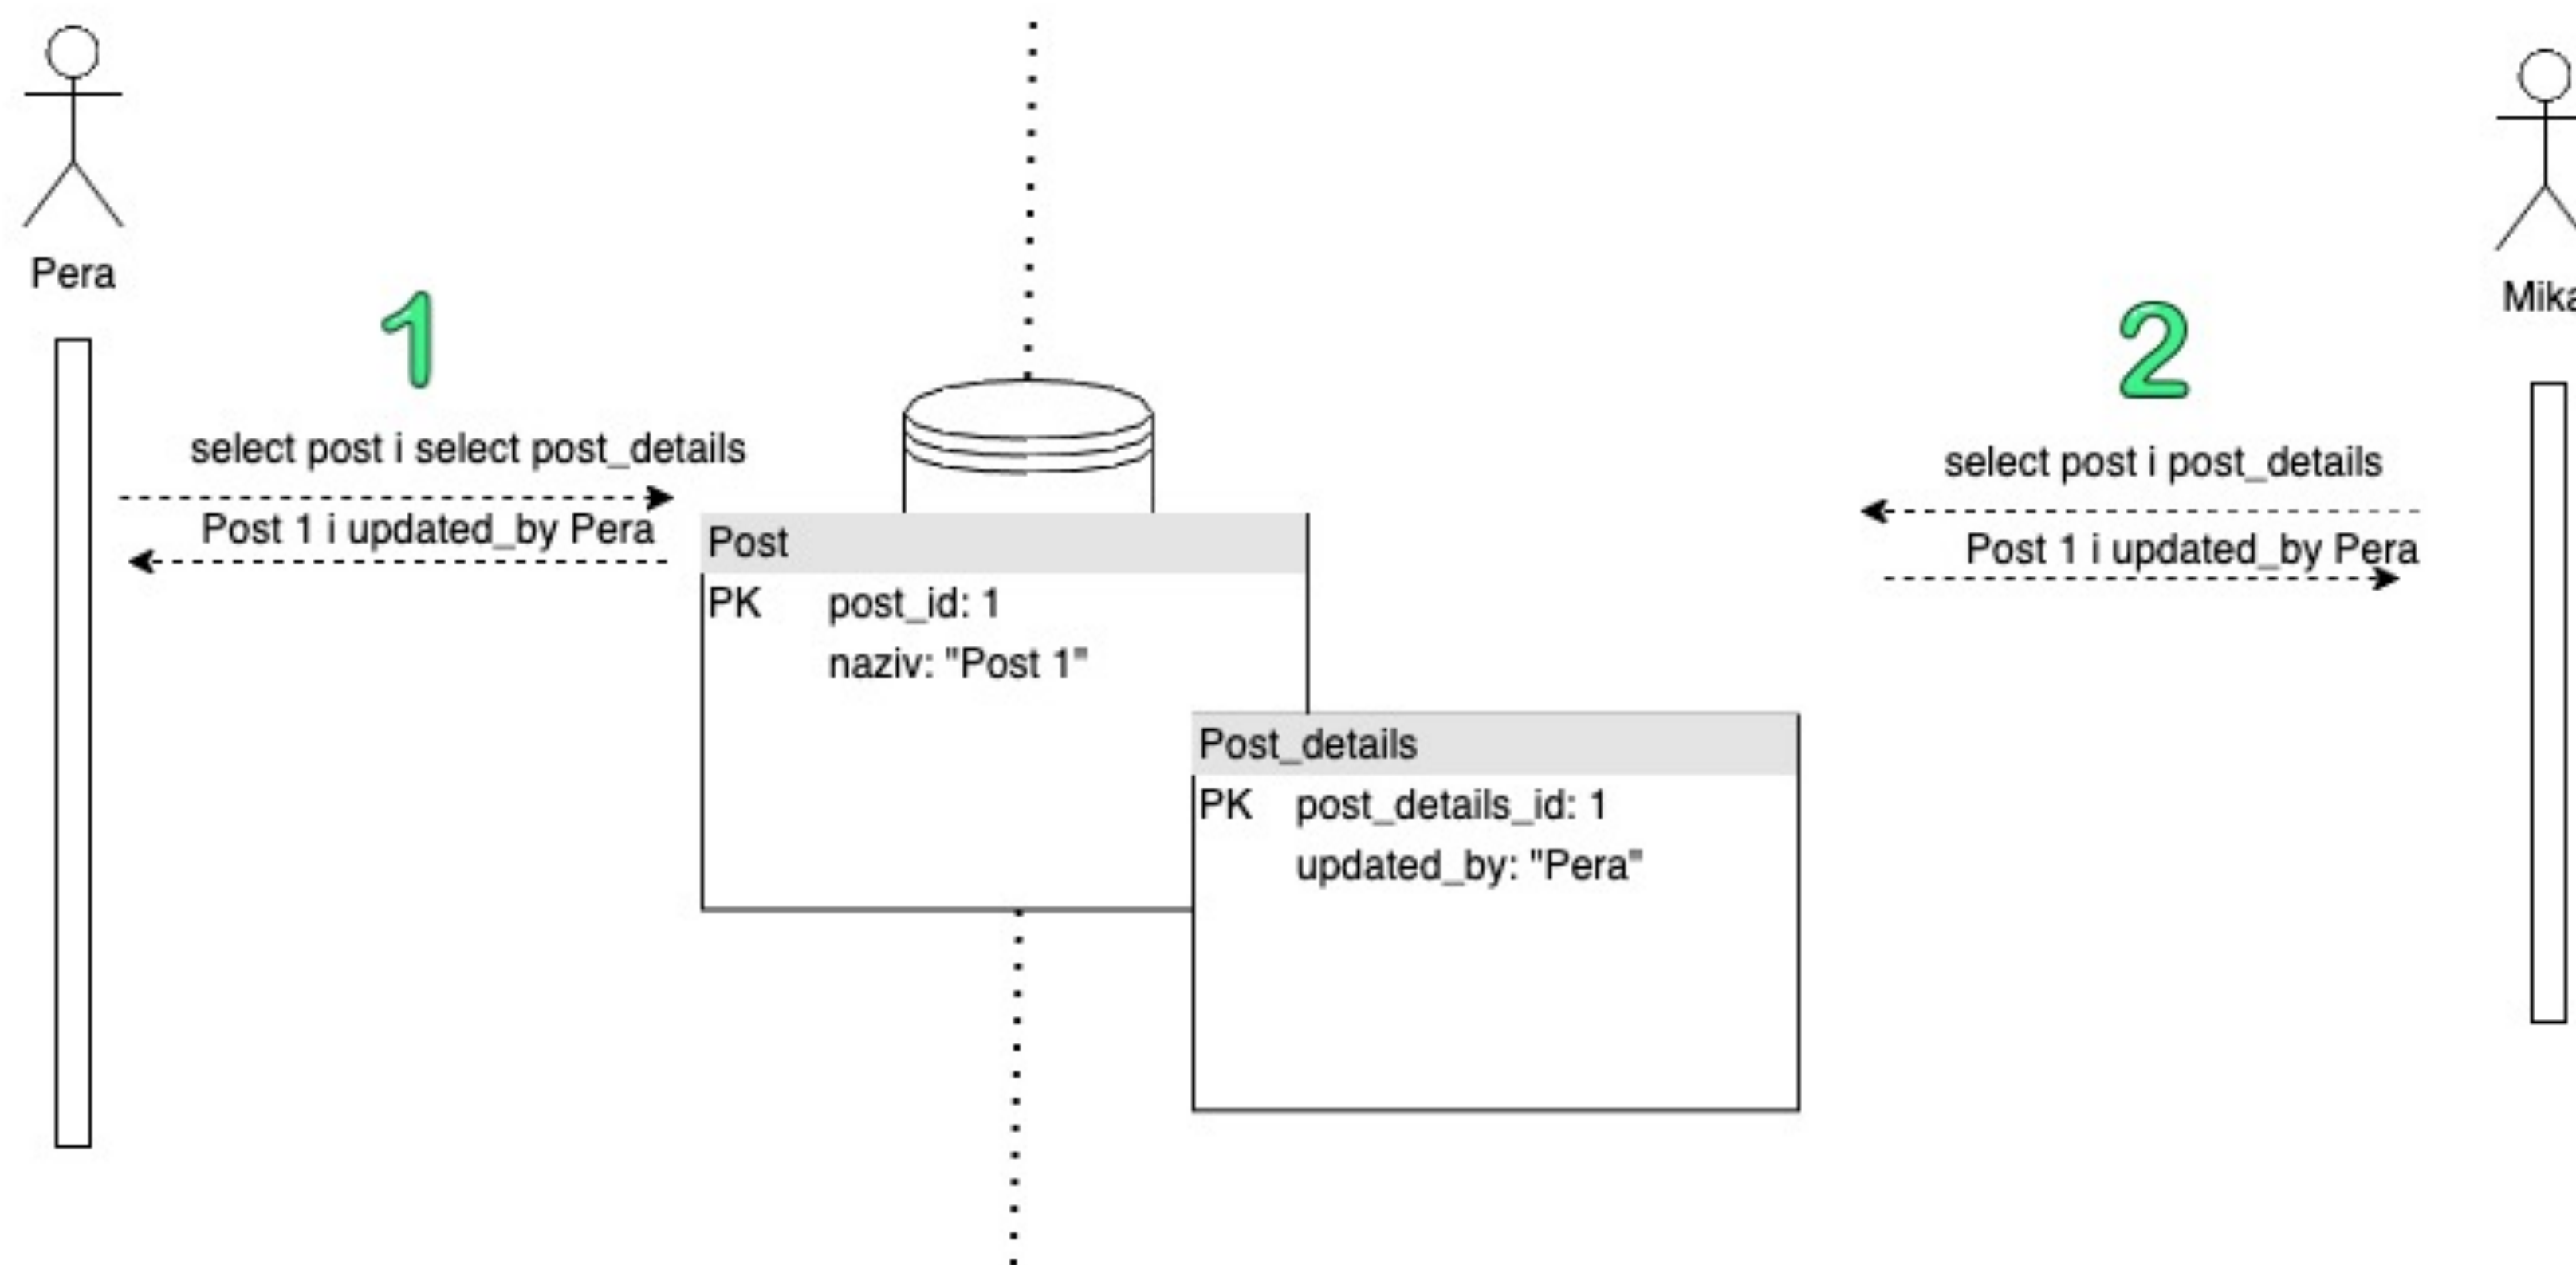 Pera
1
select post i select post_details
Post 1 i updated_by Pera
Post
PK post_id: 1
naziv: "Post 1"
Post_details
PK post_details_id: 1
updated_by: "Pera"
2
select post i post_details
Post 1 i updated_by Pera
Mika